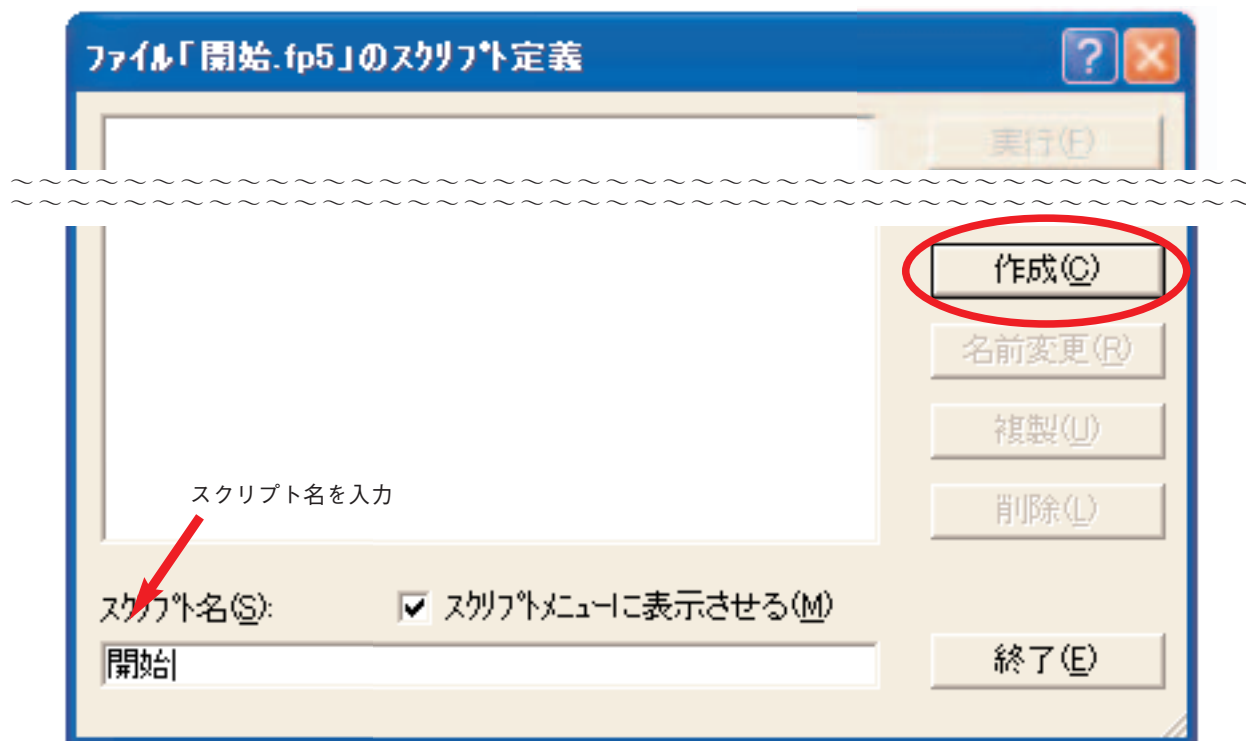 ファイル「開始.fp5」のスクリプト定義
実行(F)
作成(C)
名前変更(R)
複製(U)
削除(L)
スクリプト名を入力
スクリプト名(S):
スクリプトメニューに表示させる(M)
開始
終了(E)